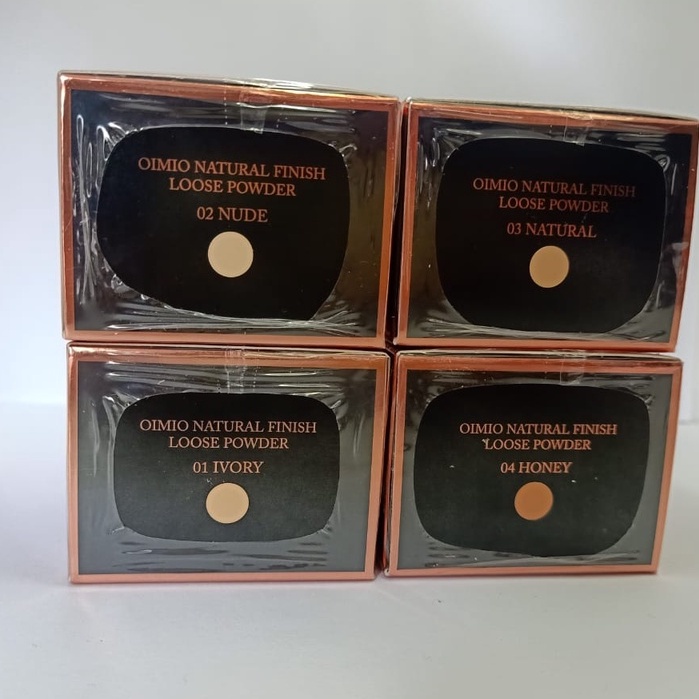 OIMIO NATURAL FINISH
LOOSE POWDER
02 NUDE
OIMIO NATURAL FINISH
LOOSE POWDER
03 NATURAL
OIMIO NATURAL FINISH
LOOSE POWDER
01 IVORY
OIMIO NATURAL FINISH
LOOSE POWDER
04 HONEY